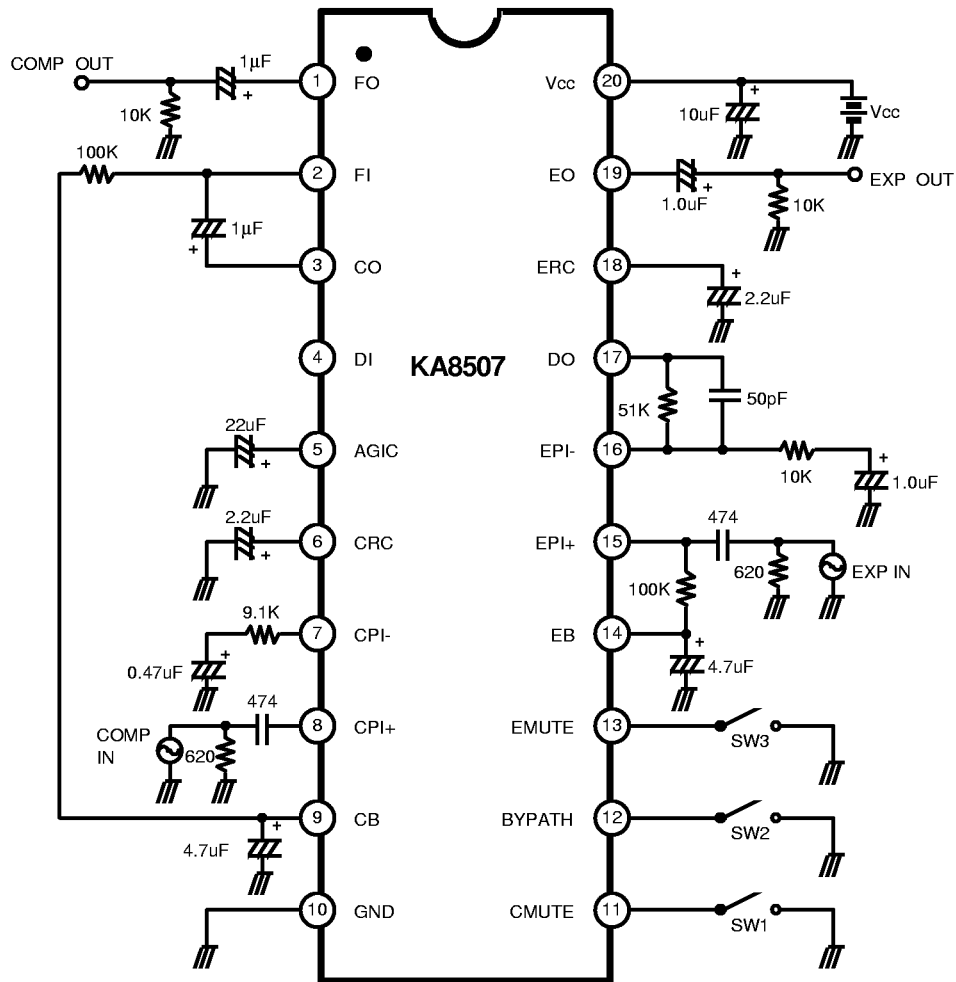 COMP OUT
1µF
+
1
FO
10K
100K
2
FI
1µF
+
3
CO
4
DI
22uF
+
5
AGIC
2.2uF
+
6
CRC
9.1K
7
CPI-
+
0.47uF
474
8
CPI+
COMP
IN
620
9
CB
+
4.7uF
10
GND
KA8507
Vcc
20
+
10uF
Vcc
EO
19
+
1.0uF
EXP OUT
10K
ERC
18
+
2.2uF
DO
17
51K
50pF
EPI-
16
10K
+
1.0uF
EPI+
15
474
100K
620
EXP IN
EB
14
+
4.7uF
EMUTE
13
SW3
BYPATH
12
SW2
CMUTE
11
SW1